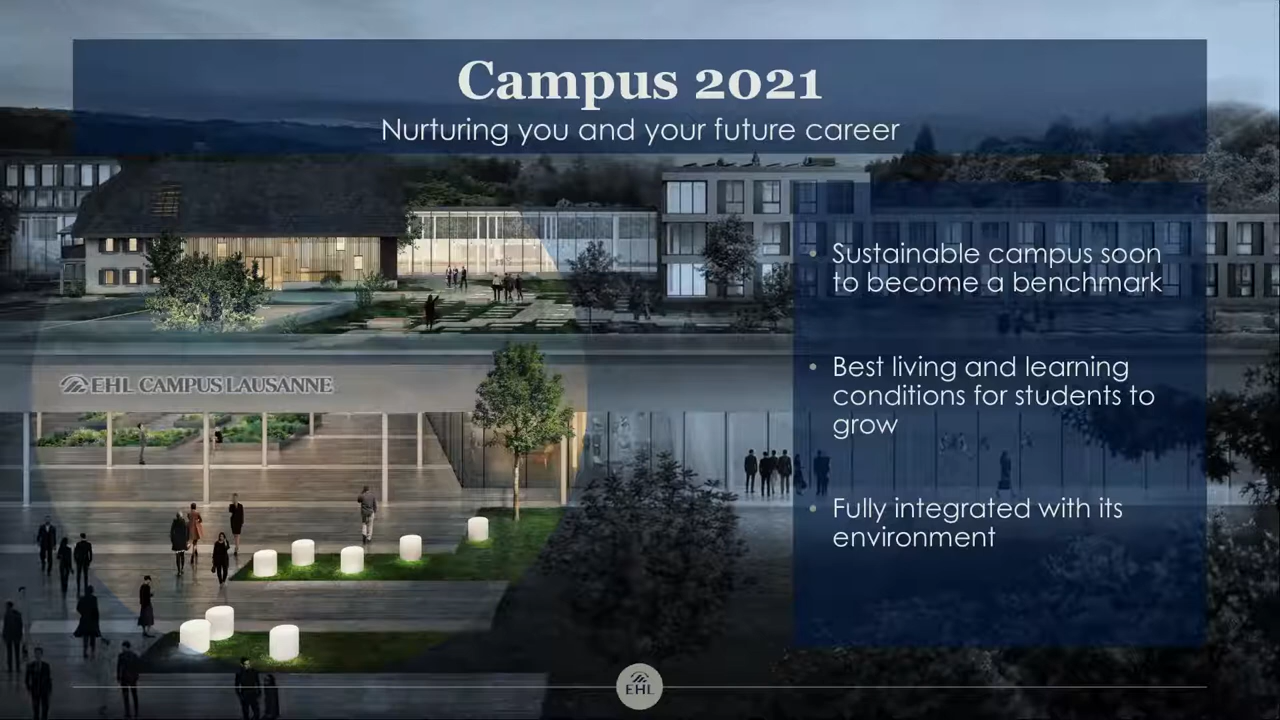 Campus 2021
Nurturing you and your future career
• Sustainable campus soon
to become a benchmark
• Best living and learning
conditions for students to
grow
• Fully integrated with its
environment
EHL CAMPUS LAUSANNE
EHL